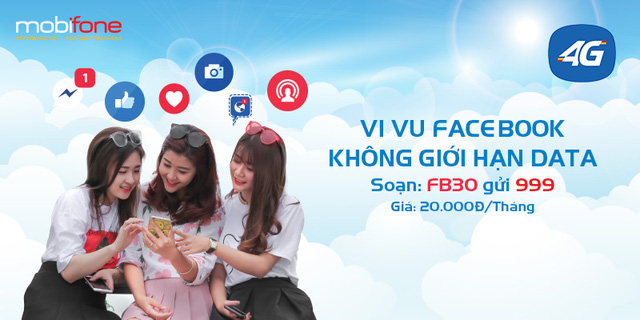 mobifone
4G
1
VI VU FACEBOOK
KHÔNG GIỚI HẠN DATA
Soạn: FB30 gửi 999
Giá: 20.000Đ/Tháng